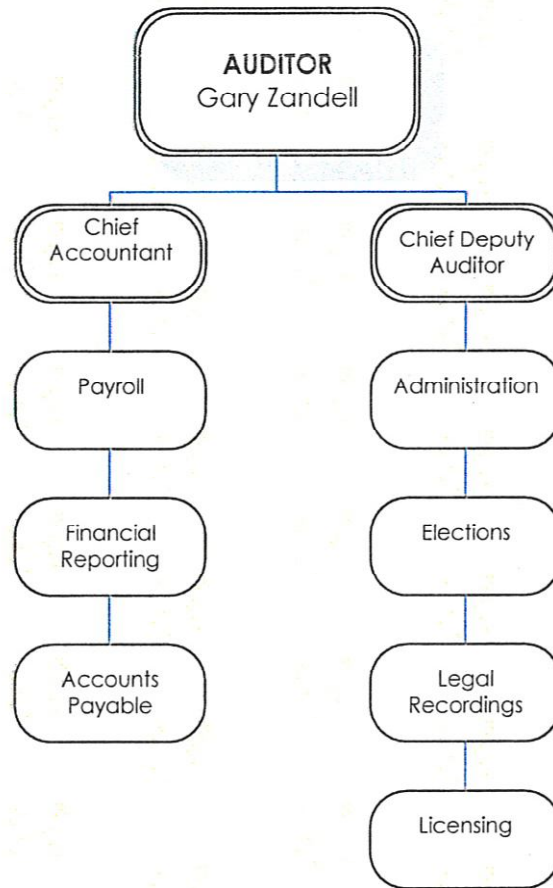 AUDITOR
Gary Zandell
Chief
Accountant
Chief Deputy
Auditor
Payroll
Administration
Financial
Reporting
Elections
Accounts
Payable
Legal
Recordings
Licensing